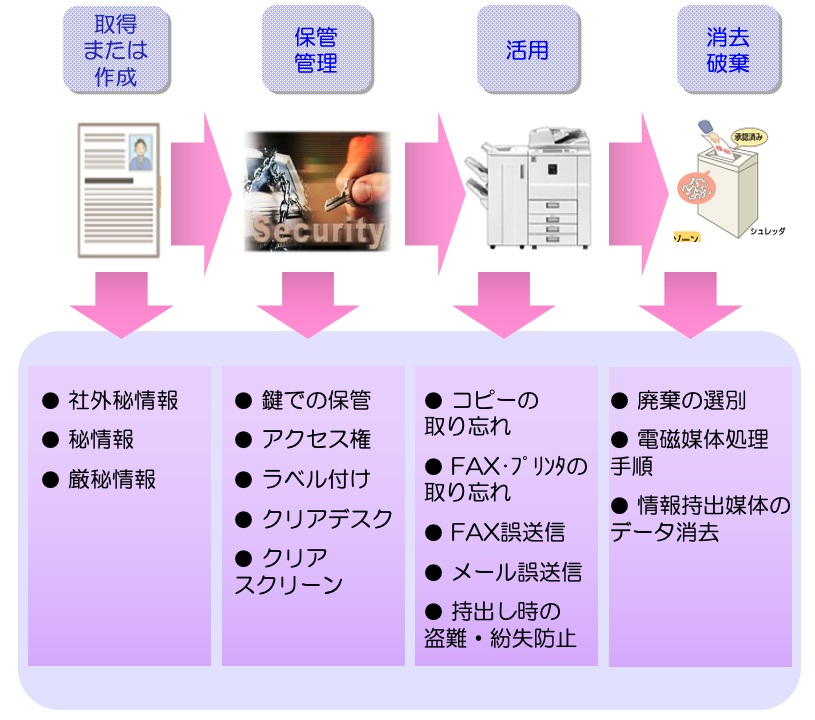 取得
または
作成
保管
管理
活用
消去
破棄
承認済み
Security
ゾーン
シュレッダ
● 社外秘情報
● 秘情報
● 厳秘情報
● 鍵での保管
● アクセス権
● ラベル付け
● クリアデスク
● クリア
スクリーン
● コピーの
取り忘れ
● FAX･ﾌﾟﾘﾝﾀの
取り忘れ
● FAX誤送信
● メール誤送信
● 持出し時の
盗難・紛失防止
● 廃棄の選別
● 電磁媒体処理
手順
● 情報持出媒体の
データ消去